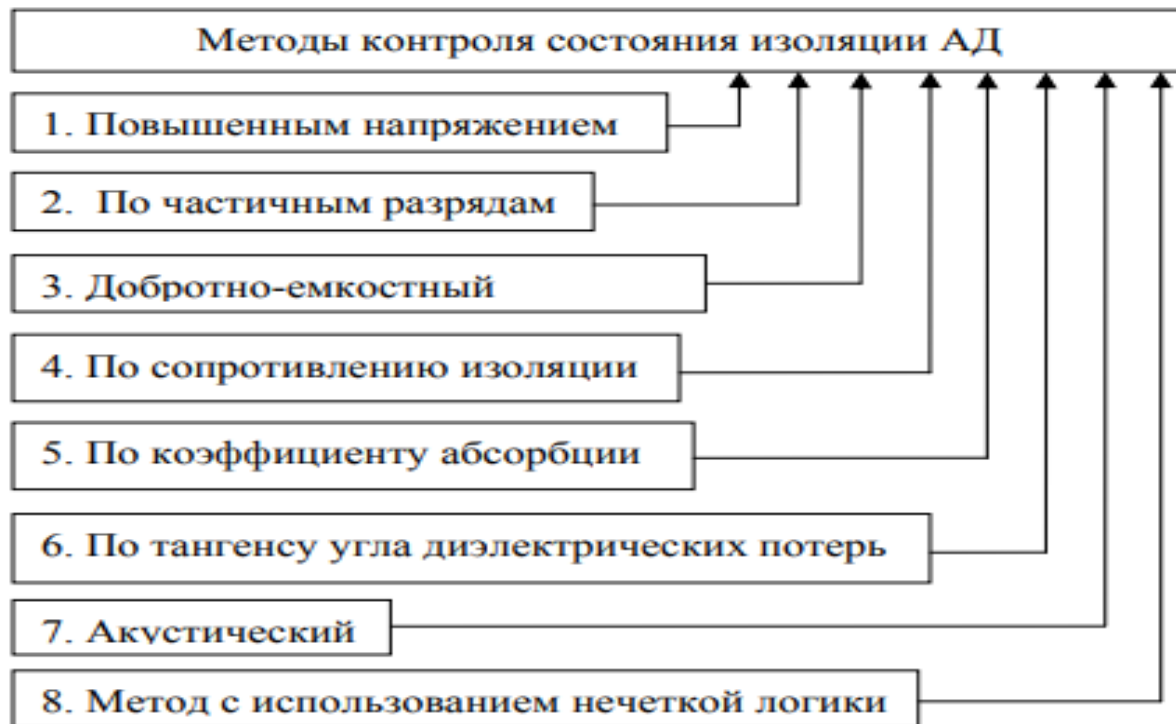 Методы контроля состояния изоляции АД
1. Повышенным напряжением
2. По частичным разрядам
3. Добротно-емкостный
4. По сопротивлению изоляции
5. По коэффициенту абсорбции
6. По тангенсу угла диэлектрических потерь
7. Акустический
8. Метод с использованием нечеткой логики